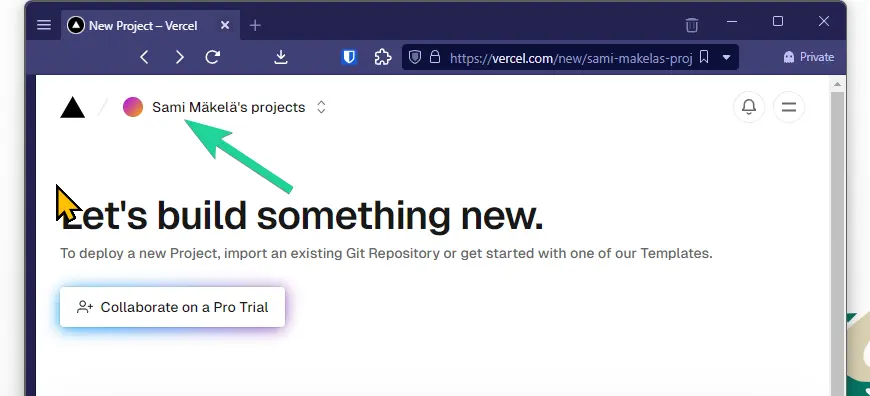 New Project – Vercel
https://vercel.com/new/sami-makelas-proj
Private
Sami Mäkelä's projects
Let's build something new.
To deploy a new Project, import an existing Git Repository or get started with one of our Templates.
Collaborate on a Pro Trial